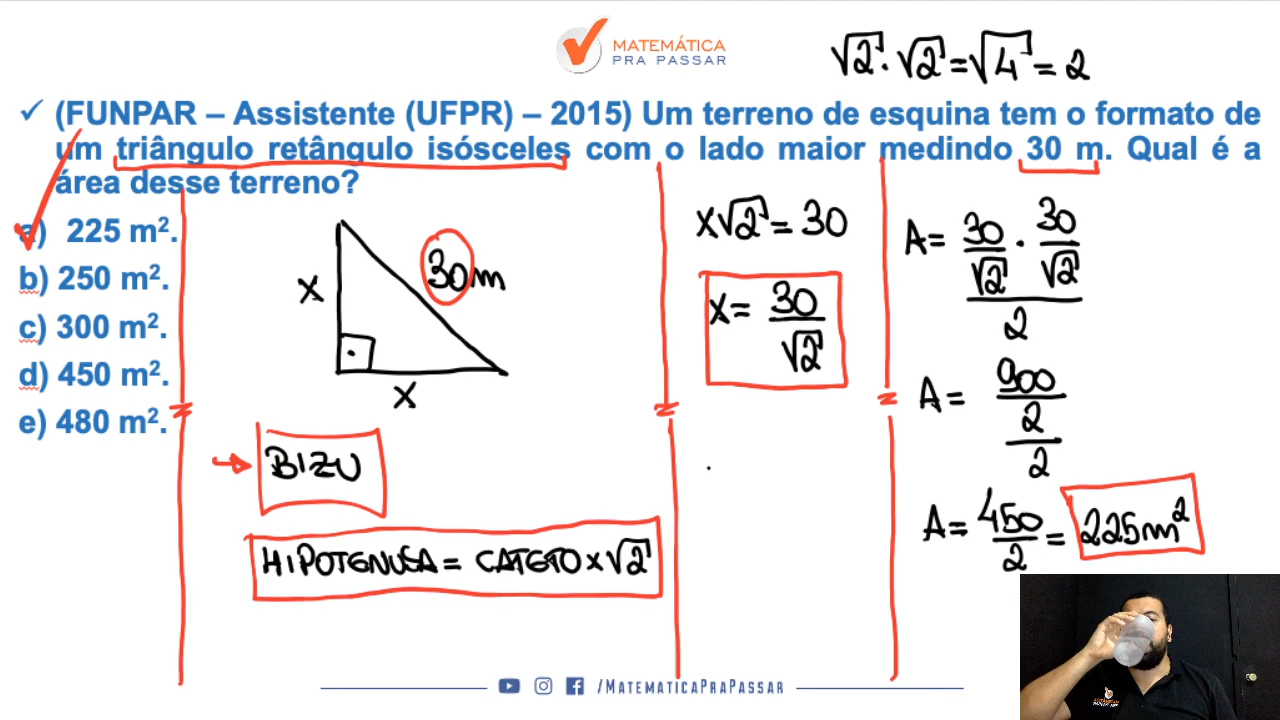 MATEMÁTICA
PRA PASSAR
√2 · √2 = √4 = 2
✓ (FUNPAR – Assistente (UFPR) – 2015) Um terreno de esquina tem o formato de
um triângulo retângulo isósceles com o lado maior medindo 30 m. Qual é a
área desse terreno?
a) 225 m².
b) 250 m².
c) 300 m².
d) 450 m².
e) 480 m².
x
30m
x
→ BIZU
HIPOTENUSA = CATETO x √2
x√2 = 30
x = 30/√2
A = (30/√2 · 30/√2)/2
A = (900/2)/2
A = 450/2 = 225m²
/MatematicaPraPassar